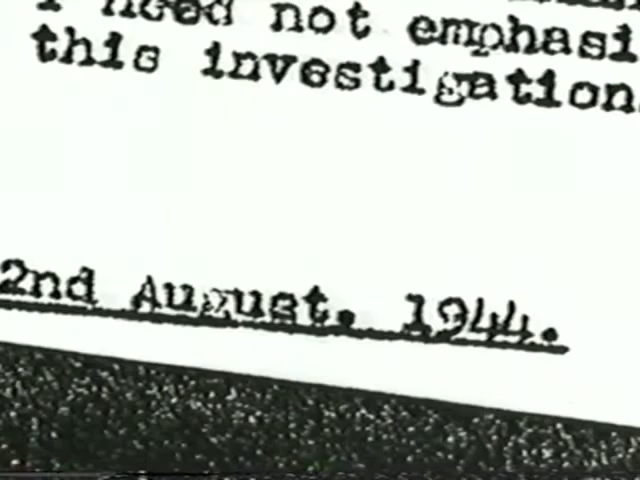 I need not emphasi
this investigation.
2nd August. 1944.